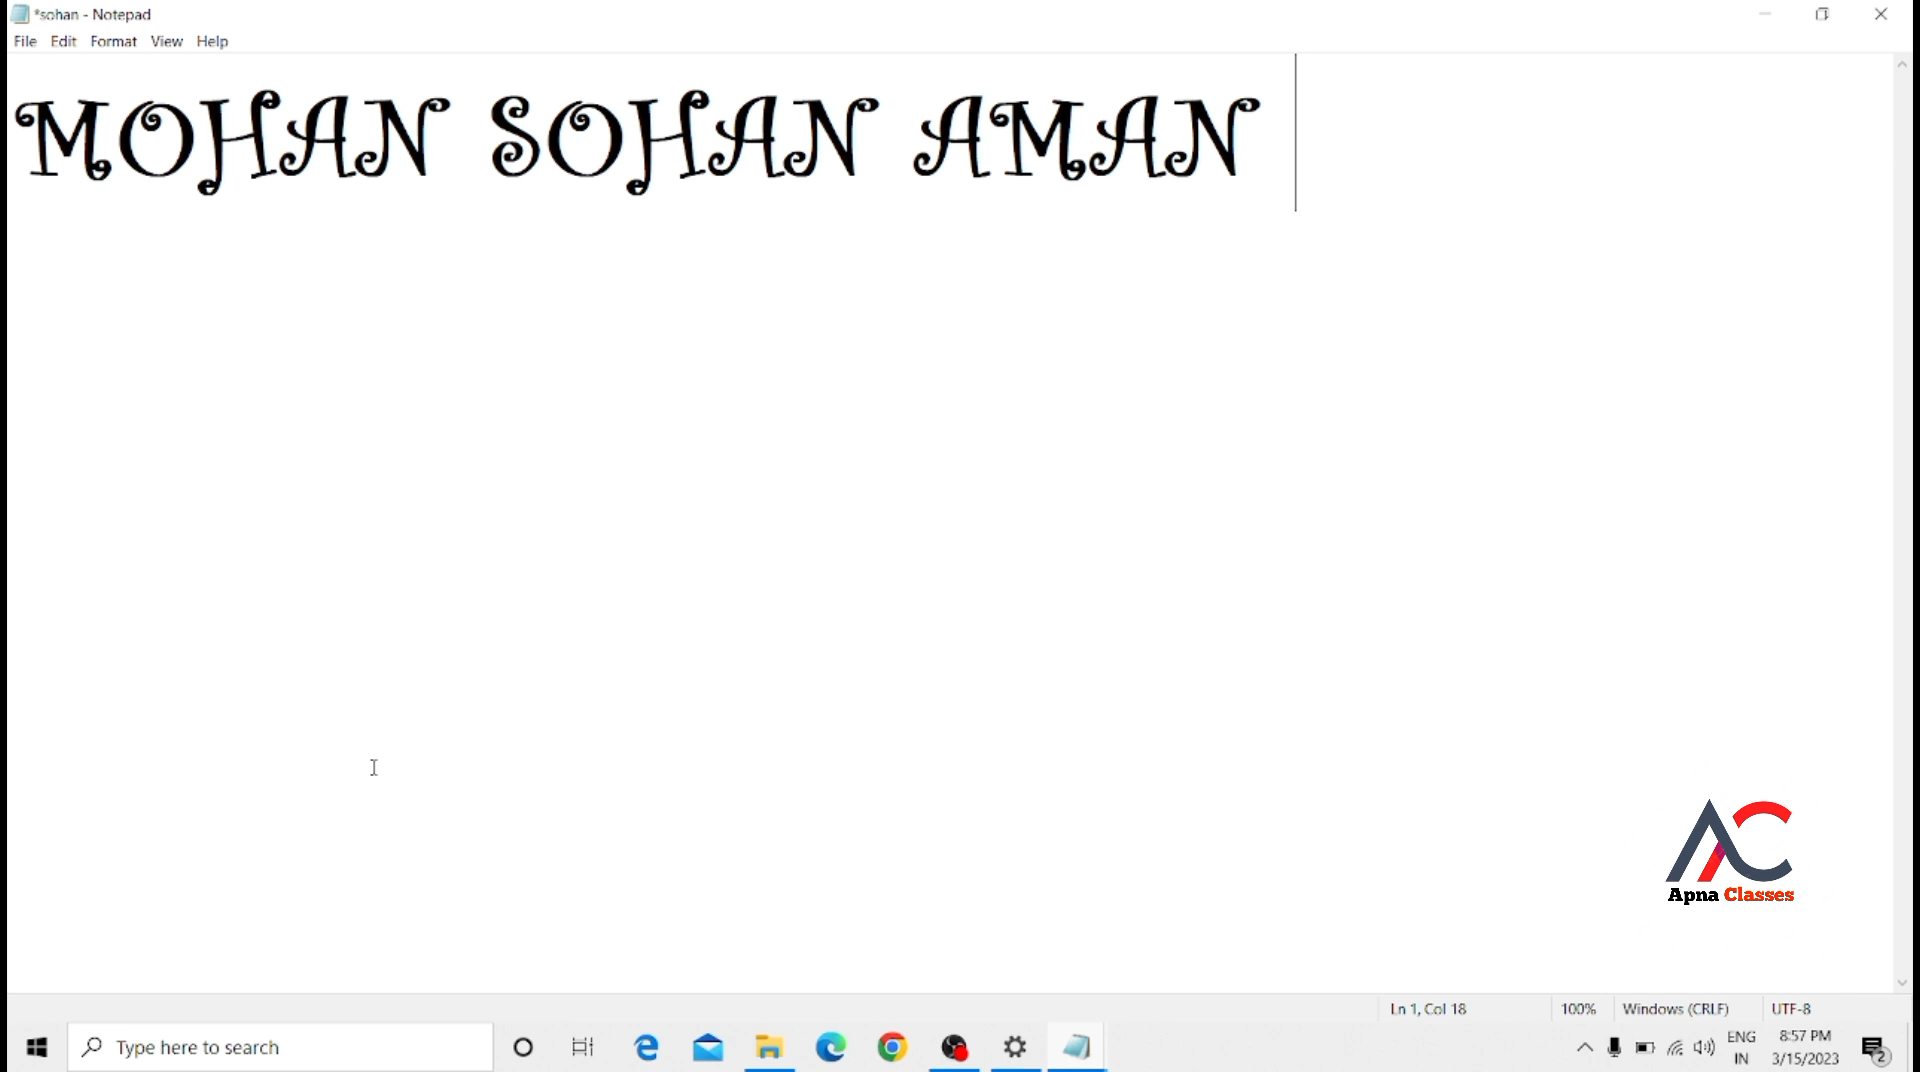 *sohan - Notepad
File Edit Format View Help
MOHAN SOHAN AMAN
Apna Classes
Ln 1, Col 18 100% Windows (CRLF) UTF-8
Type here to search
ENG 8:57 PM
IN 3/15/2023 2